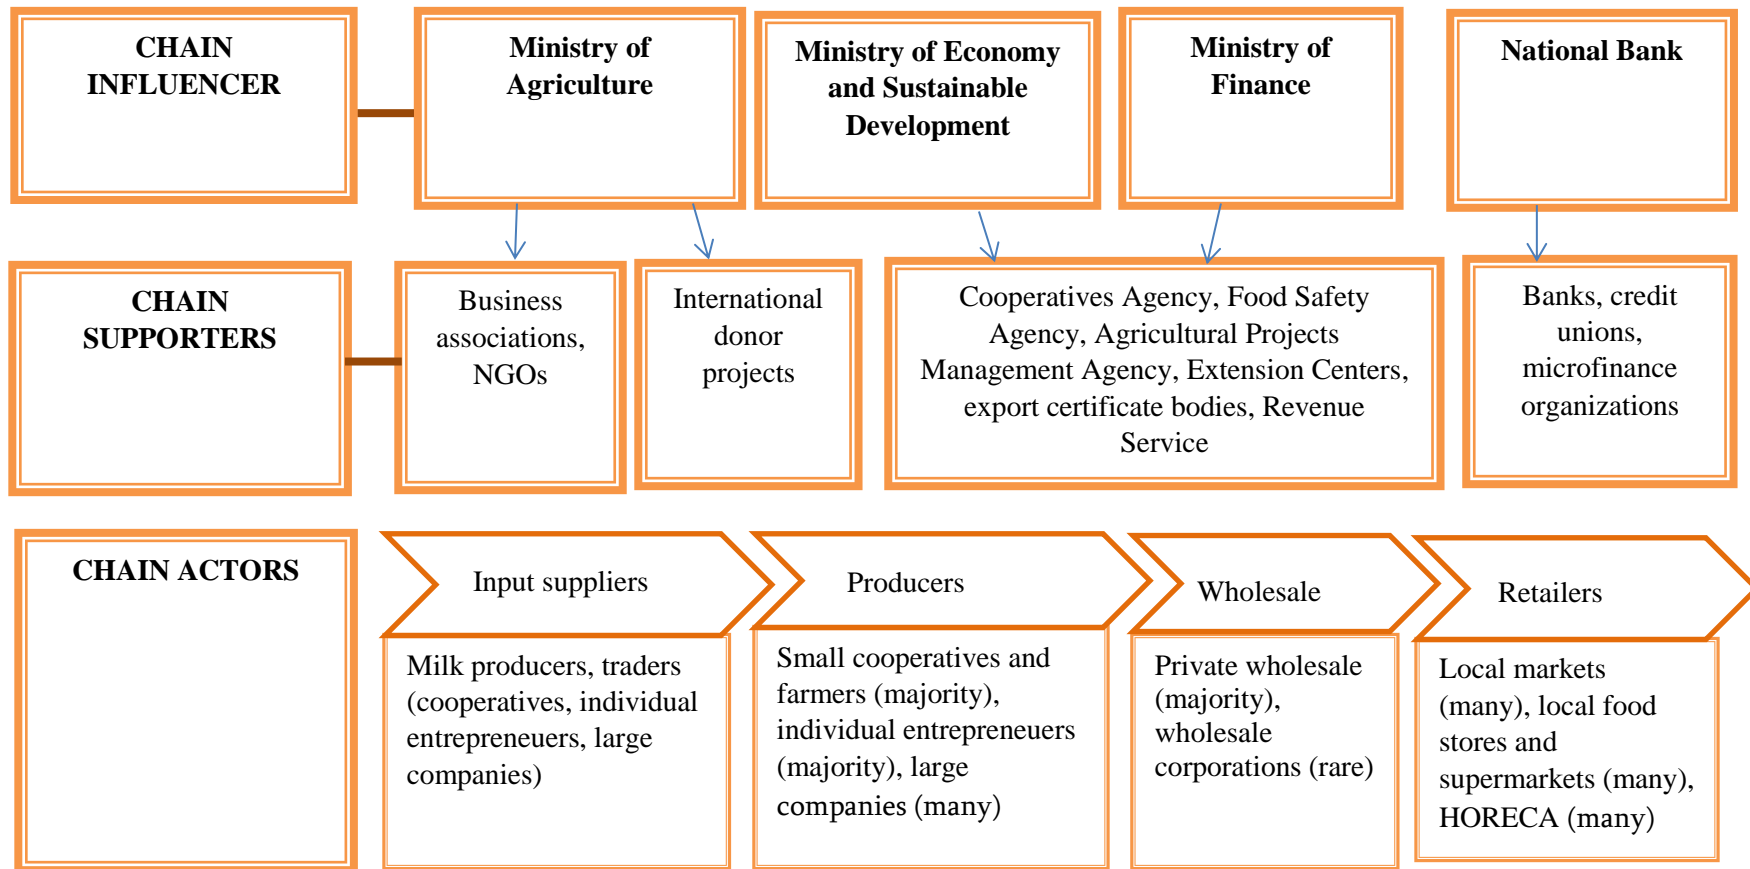 CHAIN
INFLUENCER
Ministry of
Agriculture
Ministry of Economy
and Sustainable
Development
Ministry of
Finance
National Bank
CHAIN
SUPPORTERS
Business
associations,
NGOs
International
donor
projects
Cooperatives Agency, Food Safety
Agency, Agricultural Projects
Management Agency, Extension Centers,
export certificate bodies, Revenue
Service
Banks, credit
unions,
microfinance
organizations
CHAIN ACTORS
Input suppliers
Milk producers, traders
(cooperatives, individual
entrepreneuers, large
companies)
Producers
Small cooperatives and
farmers (majority),
individual entrepreneuers
(majority), large
companies (many)
Wholesale
Private wholesale
(majority),
wholesale
corporations (rare)
Retailers
Local markets
(many), local food
stores and
supermarkets (many),
HORECA (many)